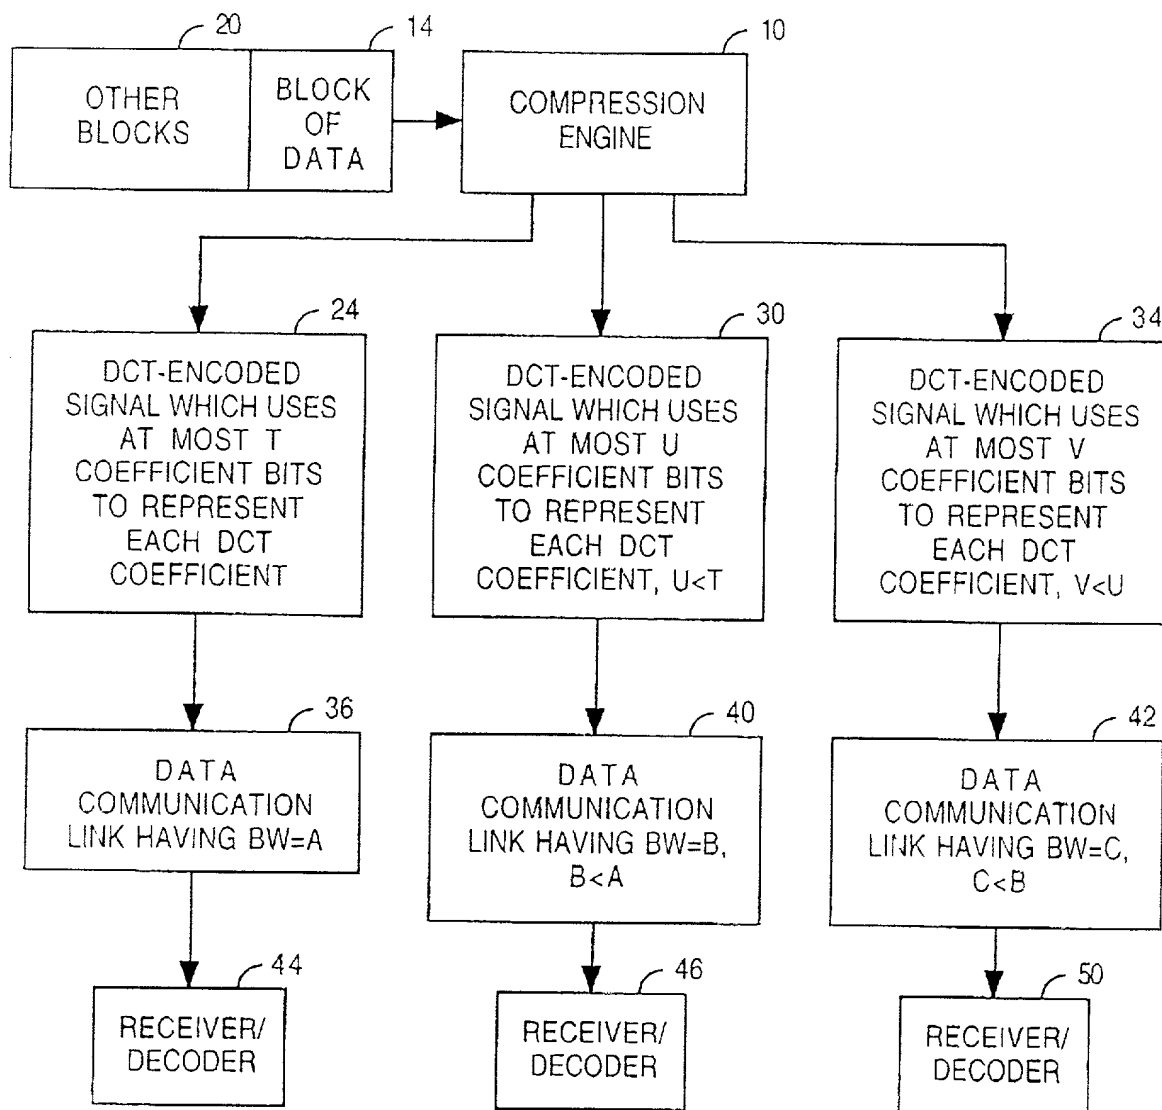 20
14
10
OTHER
BLOCKS
BLOCK
OF
DATA
COMPRESSION
ENGINE
24
DCT-ENCODED
SIGNAL WHICH USES
AT MOST T
COEFFICIENT BITS
TO REPRESENT
EACH DCT
COEFFICIENT
30
DCT-ENCODED
SIGNAL WHICH USES
AT MOST U
COEFFICIENT BITS
TO REPRESENT
EACH DCT
COEFFICIENT, U<T
34
DCT-ENCODED
SIGNAL WHICH USES
AT MOST V
COEFFICIENT BITS
TO REPRESENT
EACH DCT
COEFFICIENT, V<U
36
DATA
COMMUNICATION
LINK HAVING BW=A
40
DATA
COMMUNICATION
LINK HAVING BW=B,
B<A
42
DATA
COMMUNICATION
LINK HAVING BW=C,
C<B
44
RECEIVER/
DECODER
46
RECEIVER/
DECODER
50
RECEIVER/
DECODER